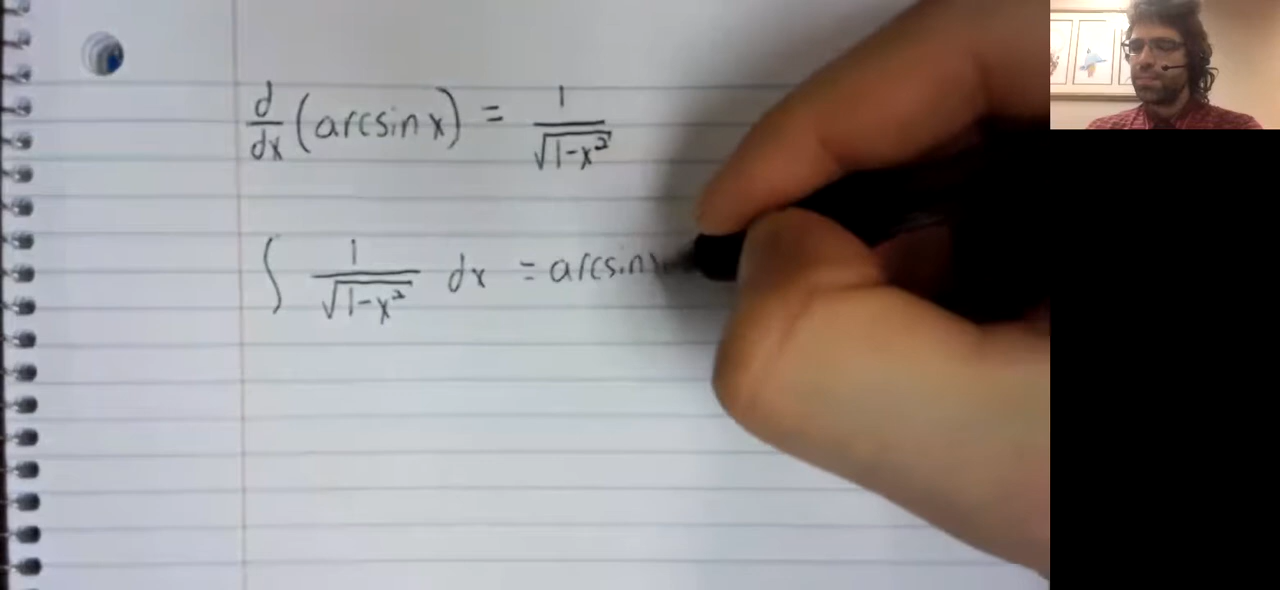 d/dx (arcsin x) = 1/√(1-x²)
∫ 1/√(1-x²) dx = arcsin x